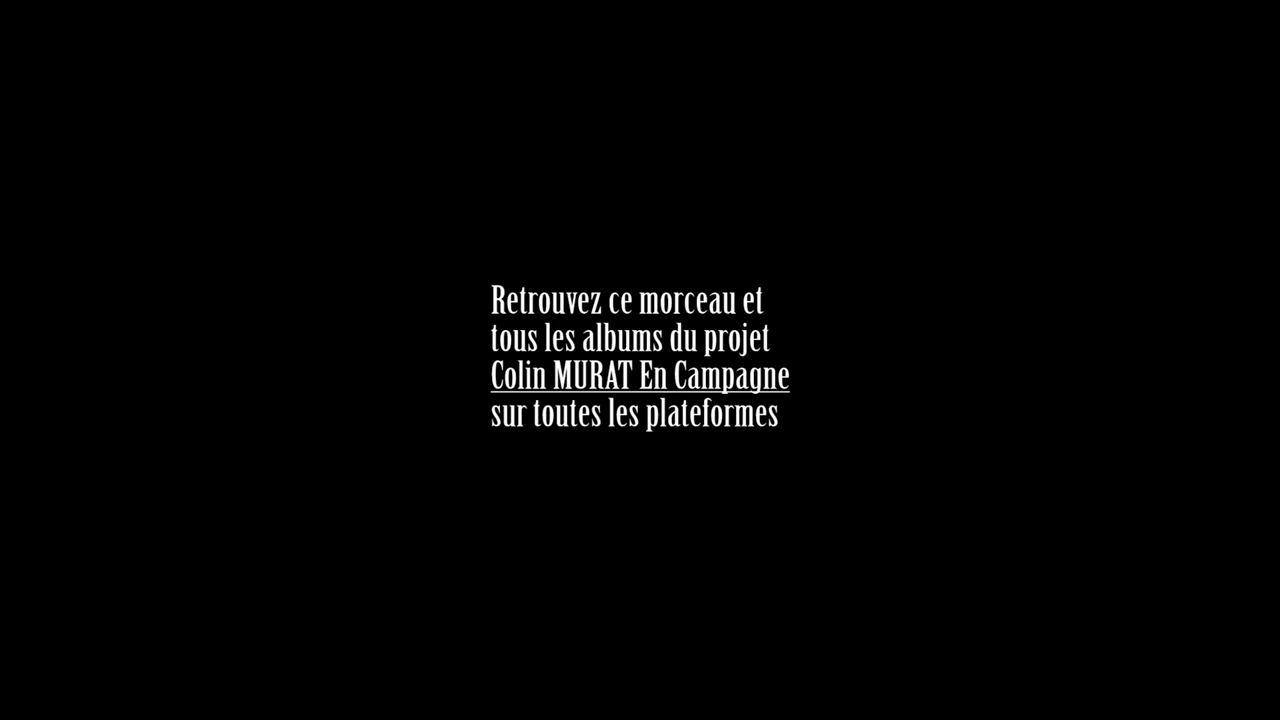 Retrouvez ce morceau et
tous les albums du projet
Colin MURAT En Campagne
sur toutes les plateformes